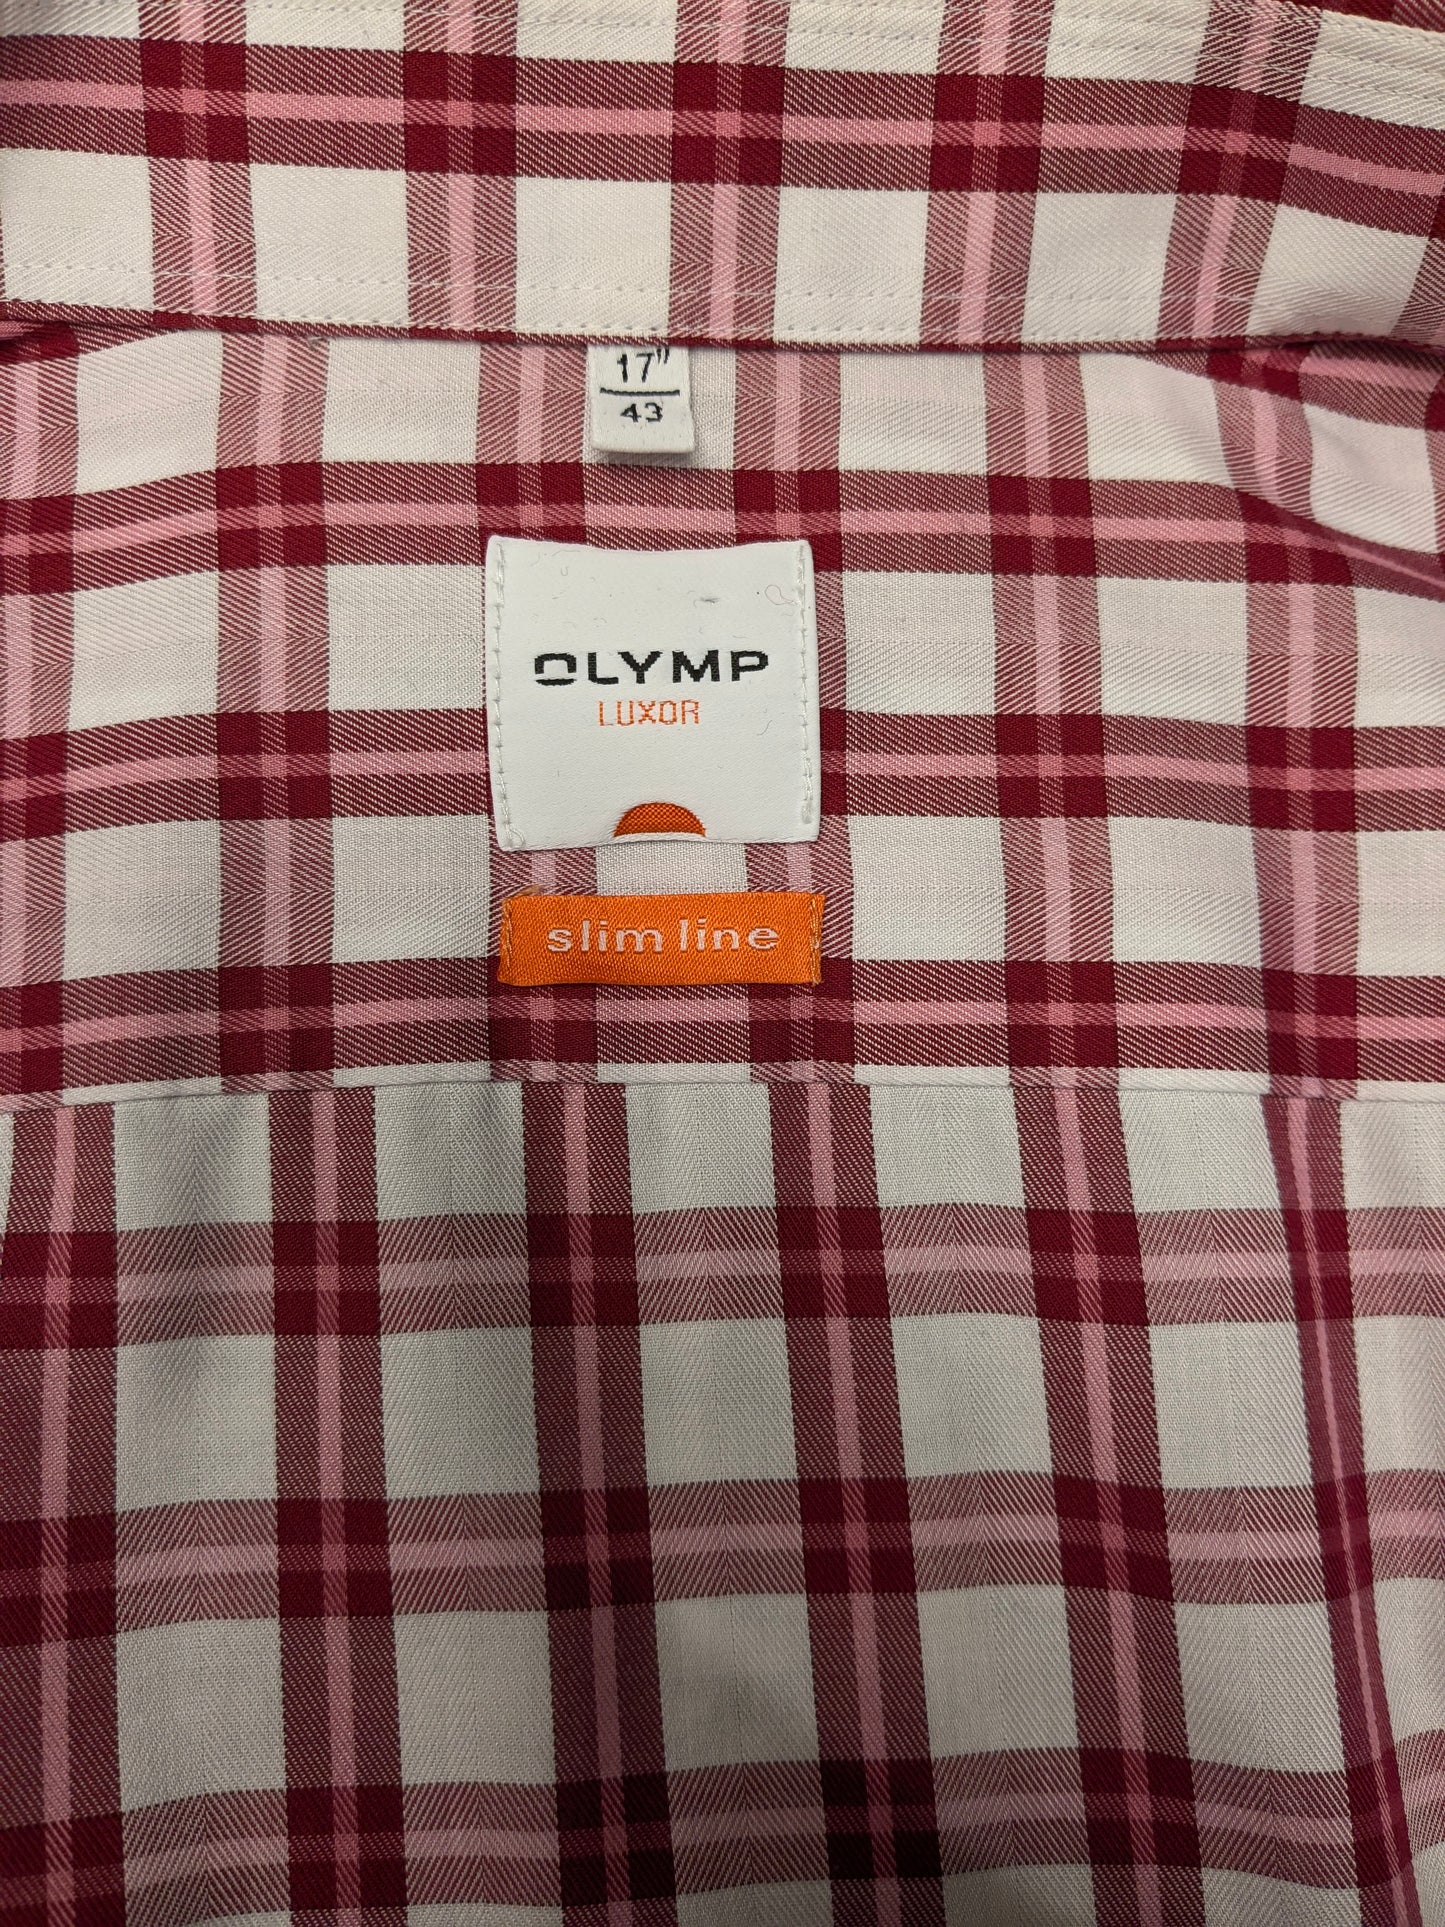 17"
43
OLYMP
LUXOR
slim line